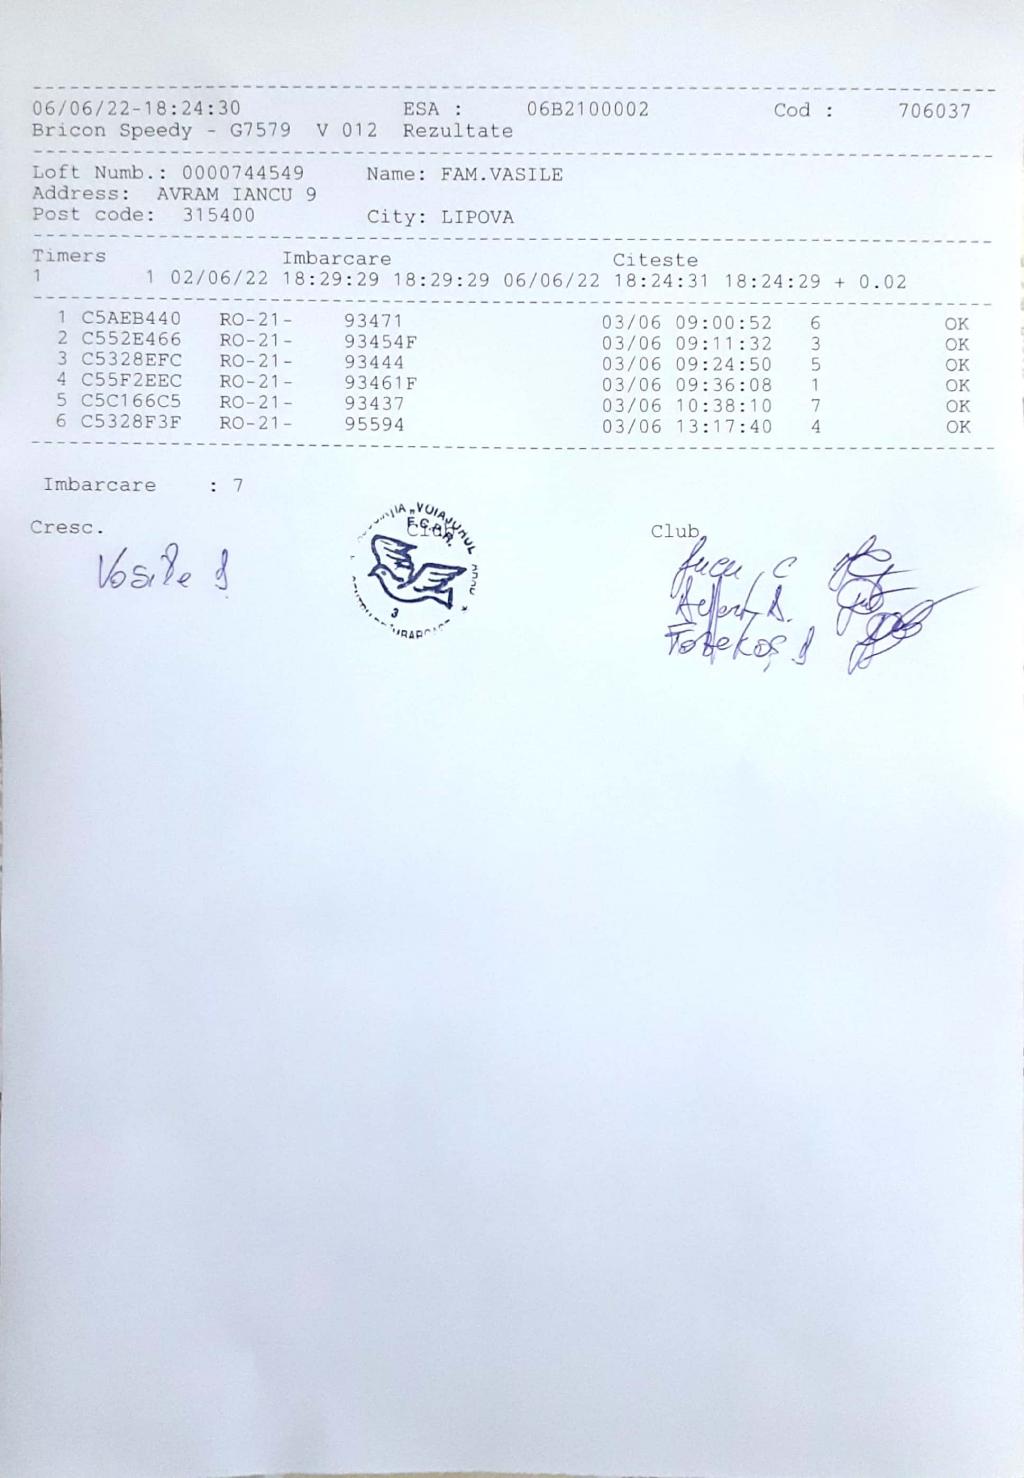 06/06/22-18:24:30 ESA : 06B2100002 Cod : 706037
Bricon Speedy - G7579 V 012 Rezultate
Loft Numb.: 0000744549 Name: FAM.VASILE
Address: AVRAM IANCU 9
Post code: 315400 City: LIPOVA
Timers Imbarcare Citeste
1 1 02/06/22 18:29:29 18:29:29 06/06/22 18:24:31 18:24:29 + 0.02
1 C5AEB440 RO-21- 93471 03/06 09:00:52 6 OK
2 C552E466 RO-21- 93454F 03/06 09:11:32 3 OK
3 C5328EFC RO-21- 93444 03/06 09:24:50 5 OK
4 C55F2EEC RO-21- 93461F 03/06 09:36:08 1 OK
5 C5C166C5 RO-21- 93437 03/06 10:38:10 7 OK
6 C5328F3F RO-21- 95594 03/06 13:17:40 4 OK
Imbarcare : 7
Cresc. Club Club
F.C.P.R.
3
Vasile